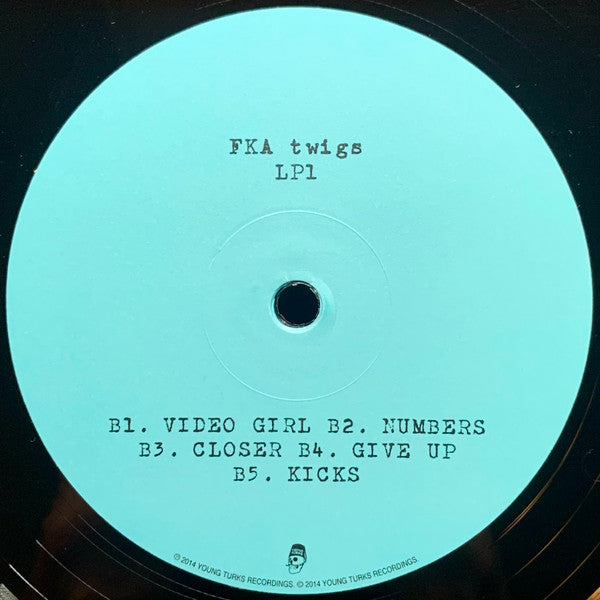 FKA twigs
LP1
B1. VIDEO GIRL B2. NUMBERS
B3. CLOSER B4. GIVE UP
B5. KICKS
℗ 2014 YOUNG TURKS RECORDINGS. © 2014 YOUNG TURKS RECORDINGS